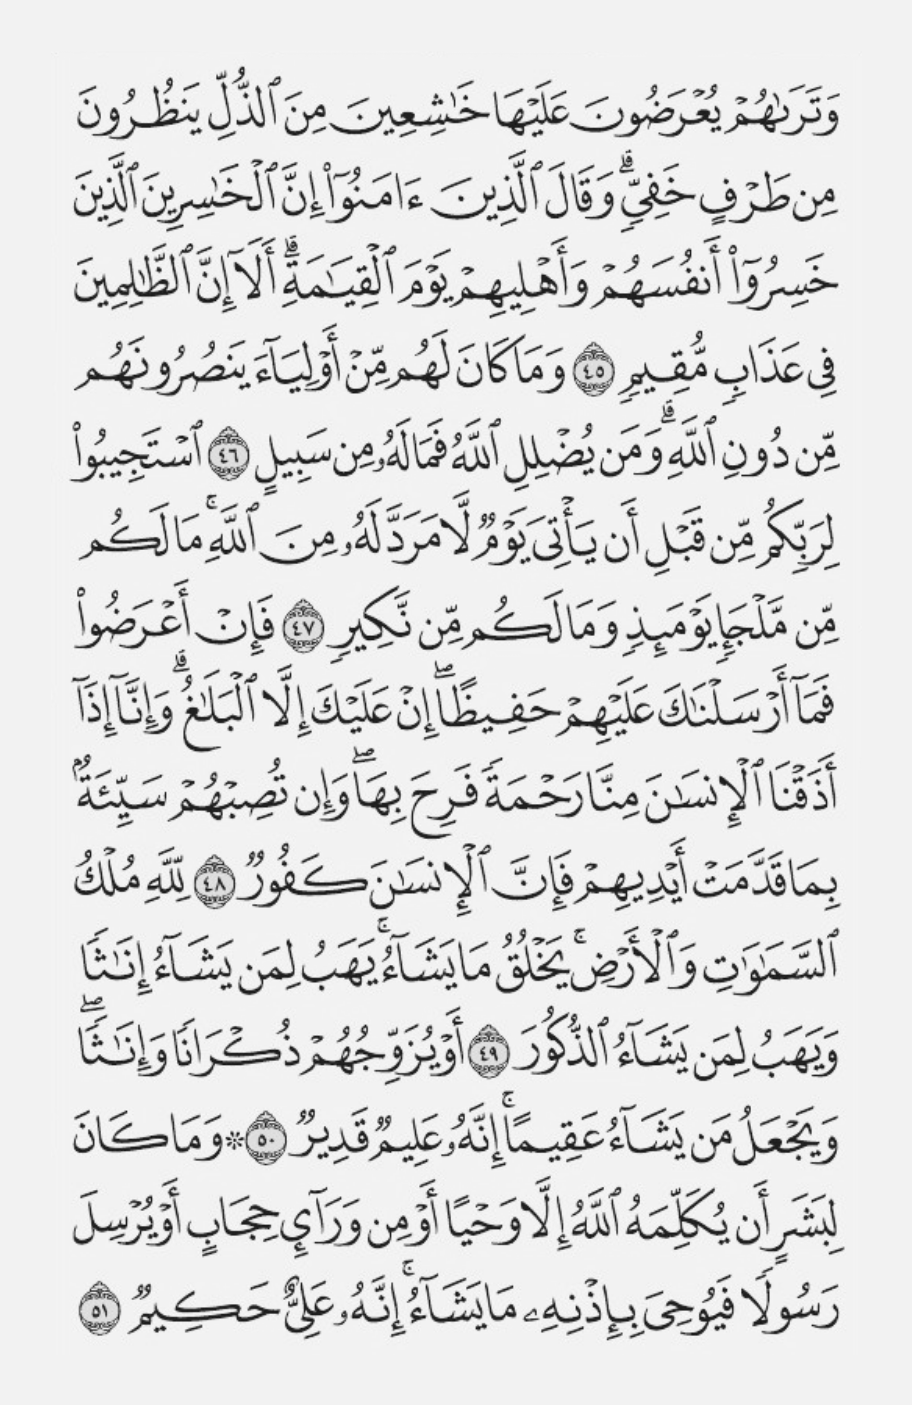 وَتَرَىٰهُمۡ يُعۡرَضُونَ عَلَيۡهَا خَٰشِعِينَ مِنَ ٱلذُّلِّ يَنظُرُونَ
مِن طَرۡفٍ خَفِيّٖۗ وَقَالَ ٱلَّذِينَ ءَامَنُوٓاْ إِنَّ ٱلۡخَٰسِرِينَ ٱلَّذِينَ
خَسِرُوٓاْ أَنفُسَهُمۡ وَأَهۡلِيهِمۡ يَوۡمَ ٱلۡقِيَٰمَةِۗ أَلَآ إِنَّ ٱلظَّٰلِمِينَ
فِي عَذَابٖ مُّقِيمٖ ٤٥ وَمَا كَانَ لَهُم مِّنۡ أَوۡلِيَآءَ يَنصُرُونَهُم
مِّن دُونِ ٱللَّهِۗ وَمَن يُضۡلِلِ ٱللَّهُ فَمَا لَهُۥ مِن سَبِيلٍ ٤٦ ٱسۡتَجِيبُواْ
لِرَبِّكُم مِّن قَبۡلِ أَن يَأۡتِيَ يَوۡمٞ لَّا مَرَدَّ لَهُۥ مِنَ ٱللَّهِۚ مَا لَكُم
مِّن مَّلۡجَإٖ يَوۡمَئِذٖ وَمَا لَكُم مِّن نَّكِيرٖ ٤٧ فَإِنۡ أَعۡرَضُواْ
فَمَآ أَرۡسَلۡنَٰكَ عَلَيۡهِمۡ حَفِيظًاۖ إِنۡ عَلَيۡكَ إِلَّا ٱلۡبَلَٰغُۗ وَإِنَّآ إِذَآ
أَذَقۡنَا ٱلۡإِنسَٰنَ مِنَّا رَحۡمَةٗ فَرِحَ بِهَاۖ وَإِن تُصِبۡهُمۡ سَيِّئَةُۢ
بِمَا قَدَّمَتۡ أَيۡدِيهِمۡ فَإِنَّ ٱلۡإِنسَٰنَ كَفُورٞ ٤٨ لِّلَّهِ مُلۡكُ
ٱلسَّمَٰوَٰتِ وَٱلۡأَرۡضِۚ يَخۡلُقُ مَا يَشَآءُۚ يَهَبُ لِمَن يَشَآءُ إِنَٰثٗا
وَيَهَبُ لِمَن يَشَآءُ ٱلذُّكُورَ ٤٩ أَوۡ يُزَوِّجُهُمۡ ذُكۡرَانٗا وَإِنَٰثٗاۖ
وَيَجۡعَلُ مَن يَشَآءُ عَقِيمًاۚ إِنَّهُۥ عَلِيمٞ قَدِيرٞ ٥٠ ۞ وَمَا كَانَ
لِبَشَرٍ أَن يُكَلِّمَهُ ٱللَّهُ إِلَّا وَحۡيًا أَوۡ مِن وَرَآيِٕ حِجَابٍ أَوۡ يُرۡسِلَ
رَسُولٗا فَيُوحِيَ بِإِذۡنِهِۦ مَا يَشَآءُۚ إِنَّهُۥ عَلِيٌّ حَكِيمٞ ٥١